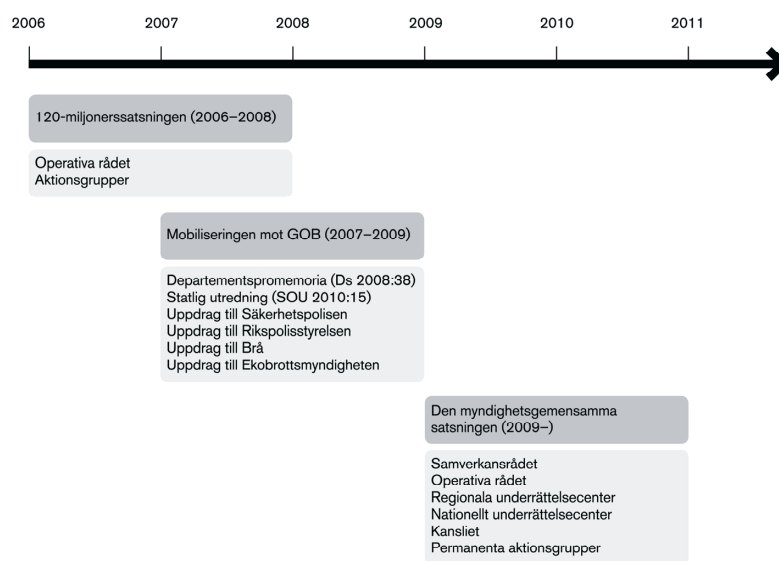 2006 2007 2008 2009 2010 2011
120-miljonerssatsningen (2006–2008)
Operativa rådet
Aktionsgrupper
Mobiliseringen mot GOB (2007–2009)
Departementspromemoria (Ds 2008:38)
Statlig utredning (SOU 2010:15)
Uppdrag till Säkerhetspolisen
Uppdrag till Rikspolisstyrelsen
Uppdrag till Brå
Uppdrag till Ekobrottsmyndigheten
Den myndighetsgemensamma
satsningen (2009–)
Samverkansrådet
Operativa rådet
Regionala underrättelsecenter
Nationellt underrättelsecenter
Kansliet
Permanenta aktionsgrupper